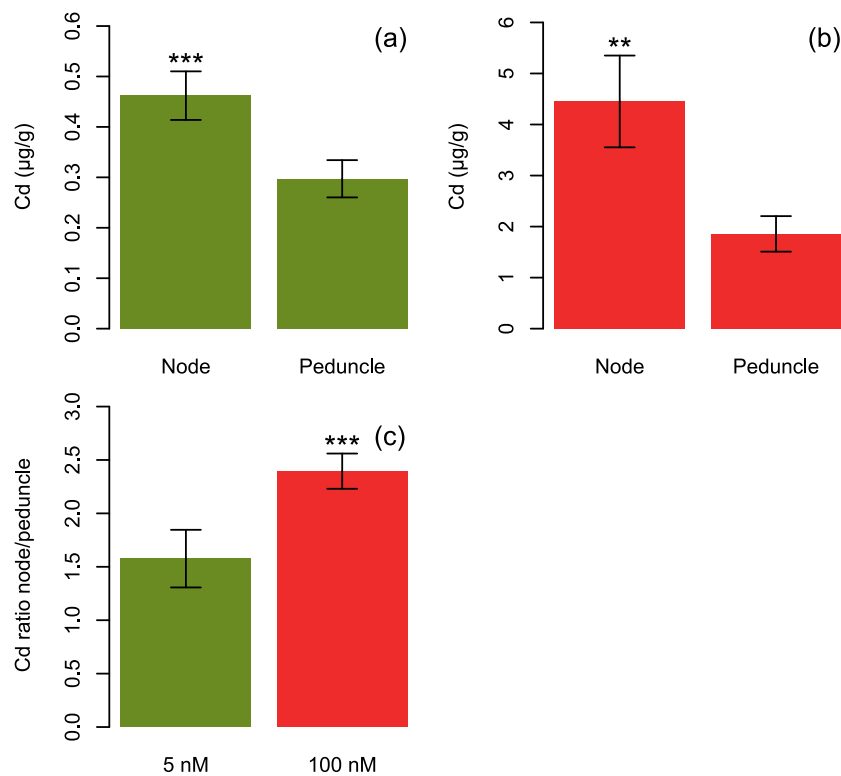 (a)
***
Cd (µg/g)
0.6
0.5
0.4
0.3
0.2
0.1
0.0
Node Peduncle
(b)
**
Cd (µg/g)
6
5
4
3
2
1
0
Node Peduncle
(c)
***
Cd ratio node/peduncle
3.0
2.5
2.0
1.5
1.0
0.5
0.0
5 nM 100 nM